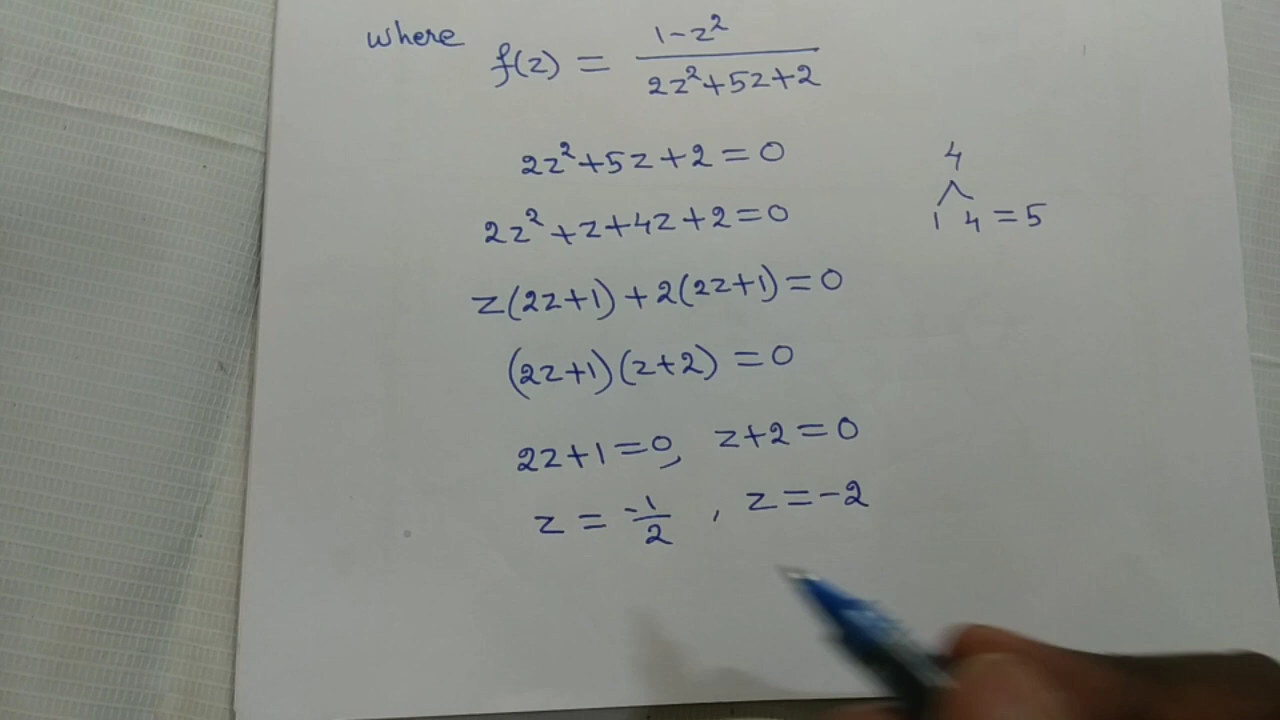 where f(z) = 1-z²/2z²+5z+2
2z²+5z+2=0
4
2z²+z+4z+2=0
1 4=5
z(2z+1)+2(2z+1)=0
(2z+1)(z+2)=0
2z+1=0, z+2=0
z=-1/2, z=-2